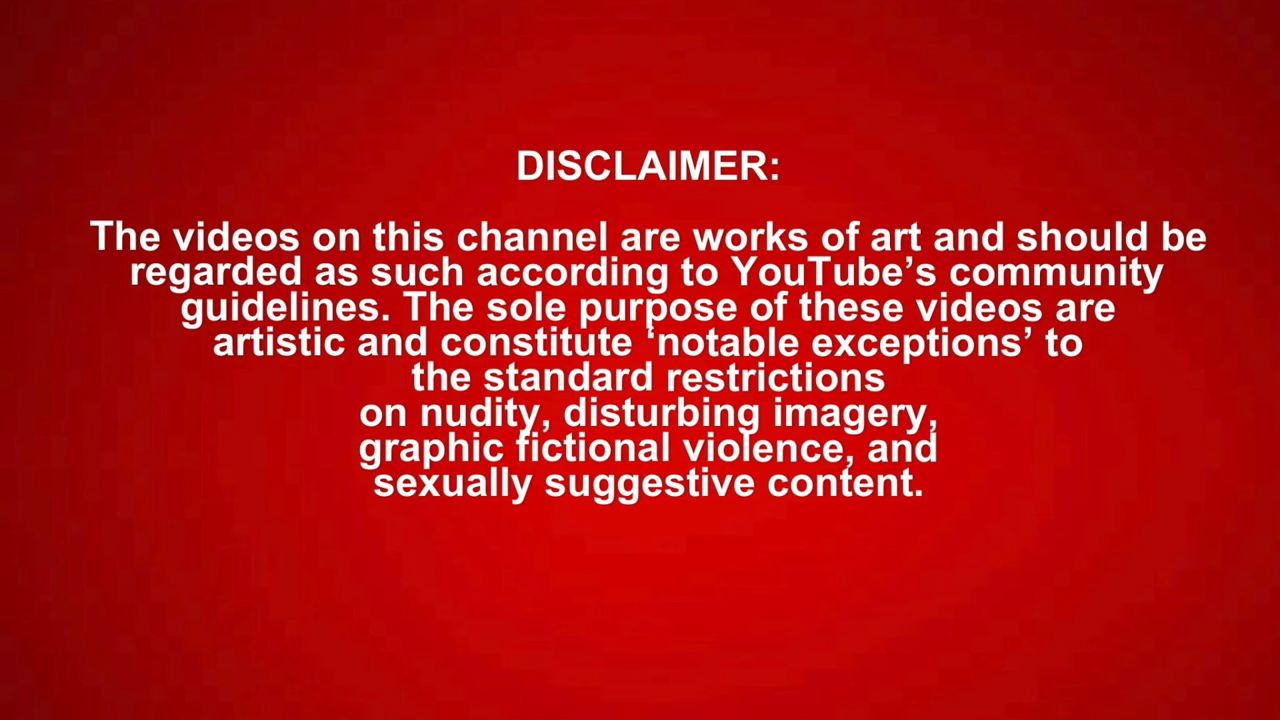 DISCLAIMER:
The videos on this channel are works of art and should be
regarded as such according to YouTube’s community
guidelines. The sole purpose of these videos are
artistic and constitute ‘notable exceptions’ to
the standard restrictions
on nudity, disturbing imagery,
graphic fictional violence, and
sexually suggestive content.